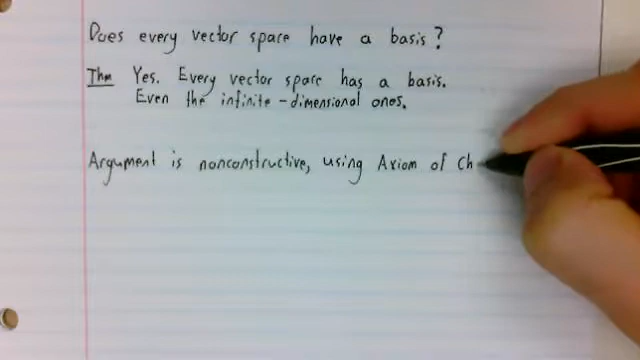 Does every vector space have a basis?
Thm Yes. Every vector space has a basis.
Even the infinite-dimensional ones.
Argument is nonconstructive, using Axiom of Ch